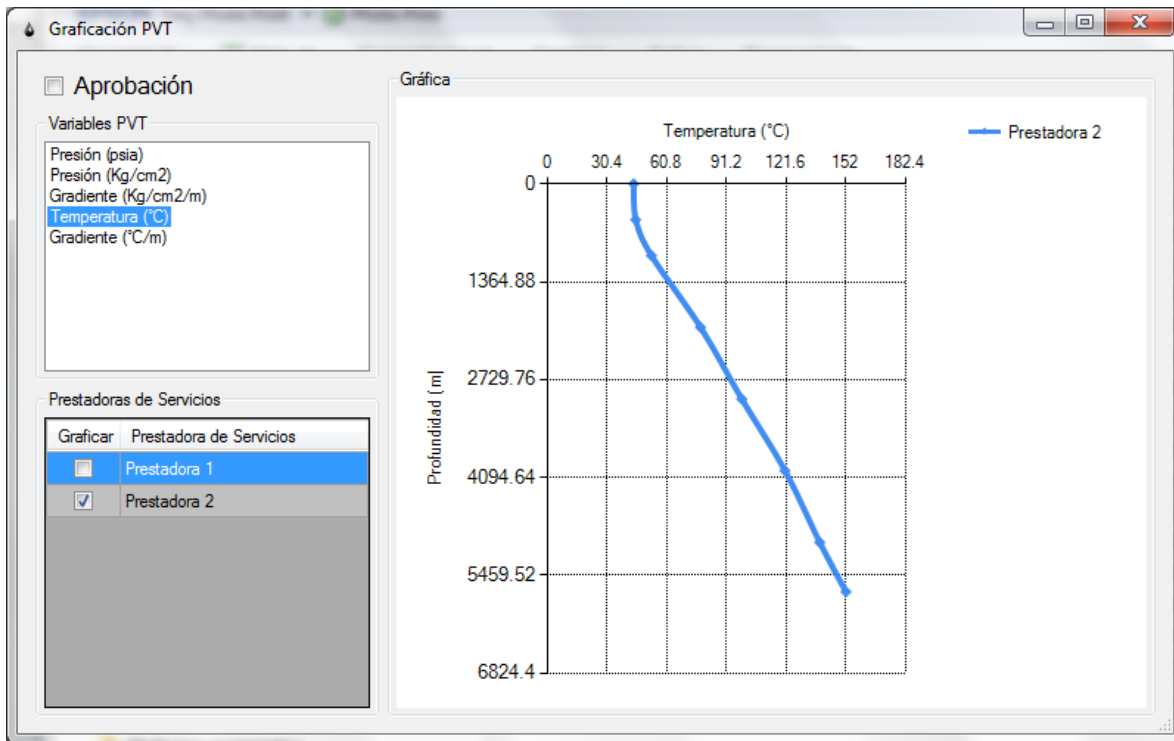 Graficación PVT
Aprobación
Variables PVT
Presión (psia)
Presión (Kg/cm2)
Gradiente (Kg/cm2/m)
Temperatura (°C)
Gradiente (°C/m)
Prestadoras de Servicios
Graficar Prestadora de Servicios
Prestadora 1
Prestadora 2
Gráfica
Temperatura (°C)
Prestadora 2
0 30.4 60.8 91.2 121.6 152 182.4
0
1364.88
2729.76
4094.64
5459.52
6824.4
Profundidad (m)